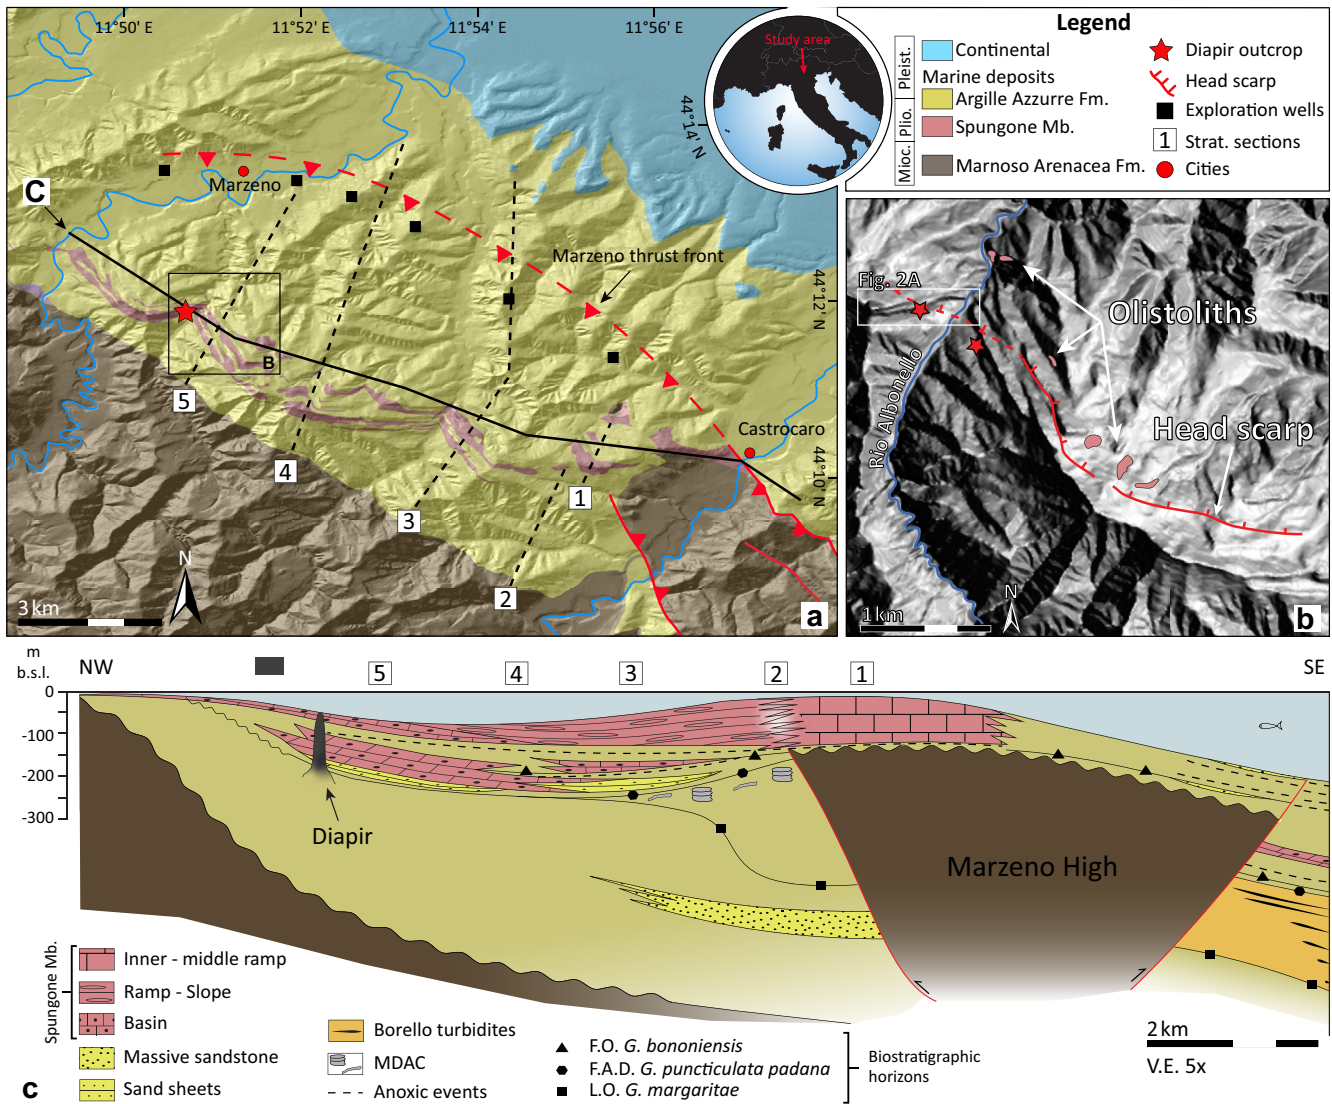 11°50' E
11°52' E
11°54' E
11°56' E
44°14' N
44°12' N
44°10' N
Study area
C
Marzeno
Marzeno thrust front
B
Castrocaro
5
4
3
2
1
N
3 km
a
Legend
Pleist.
Plio.
Mioc.
Continental
Marine deposits
Argille Azzurre Fm.
Spungone Mb.
Marnoso Arenacea Fm.
Diapir outcrop
Head scarp
Exploration wells
1 Strat. sections
Cities
Fig. 2A
Olistoliths
Rio Albonello
Head scarp
N
1km
b
m
b.s.l.
NW
5
4
3
2
1
SE
0
-100
-200
-300
Diapir
Marzeno High
Spungone Mb.
Inner - middle ramp
Ramp - Slope
Basin
Massive sandstone
Sand sheets
Borello turbidites
MDAC
Anoxic events
F.O. G. bononiensis
F.A.D. G. puncticulata padana
L.O. G. margaritae
Biostratigraphic
horizons
2 km
V.E. 5x
c